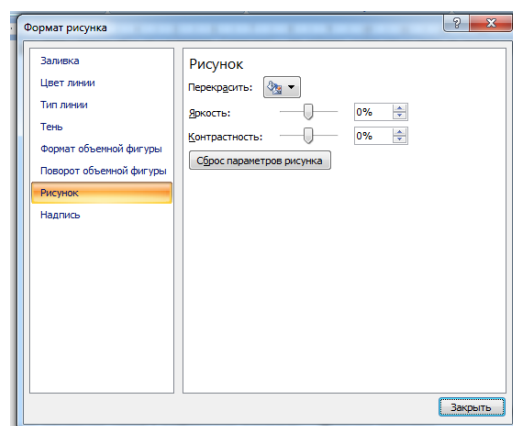 Формат рисунка
Заливка
Цвет линии
Тип линии
Тень
Формат объемной фигуры
Поворот объемной фигуры
Рисунок
Надпись
Рисунок
Перекрасить:
Яркость:
0%
Контрастность:
0%
Сброс параметров рисунка
Закрыть